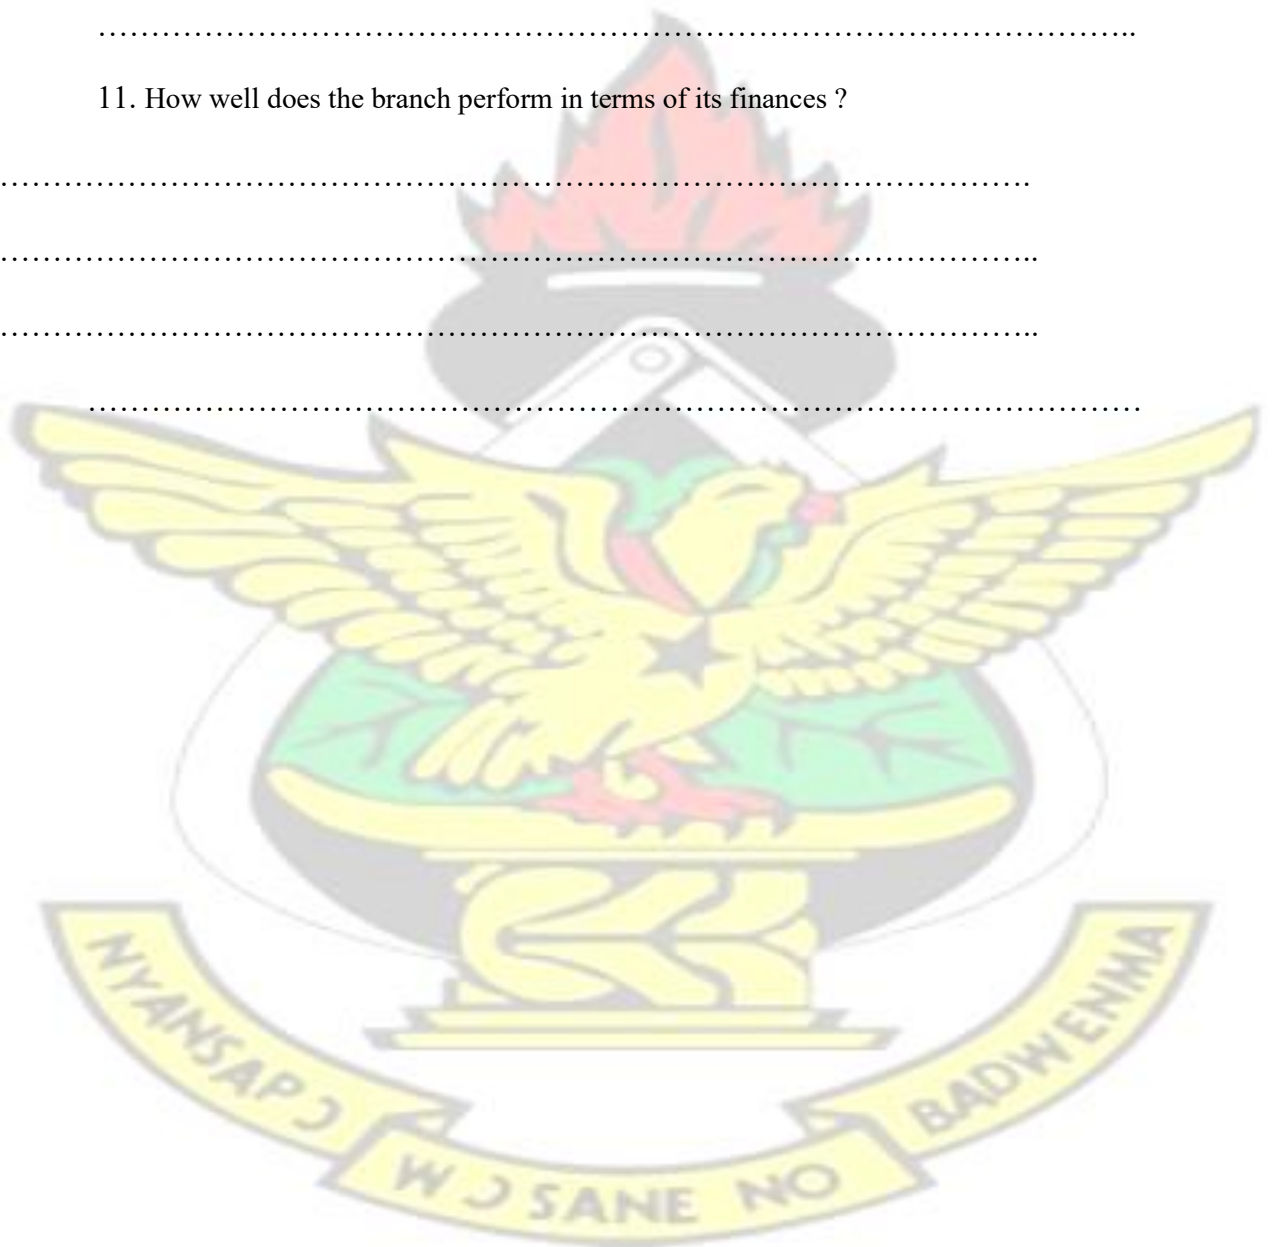 ……………………………………………………………………………………..
11. How well does the branch perform in terms of its finances ?
…………………………………………………………………………………….
……………………………………………………………………………………..
……………………………………………………………………………………..
………………………………………………………………………………………
NYANSAPƆ
WƆSANE NO
BADWENMA